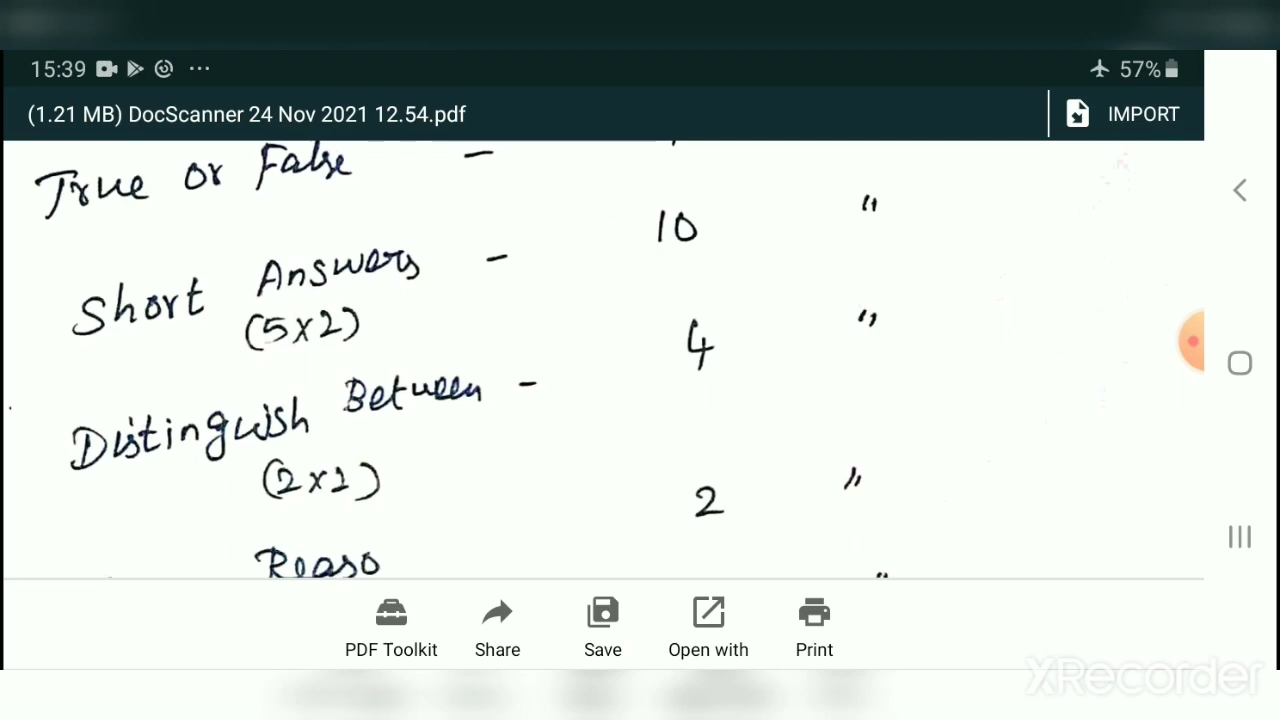 15:39 ... 57%
(1.21 MB) DocScanner 24 Nov 2021 12.54.pdf IMPORT
True or False -
10 "
Short Answers -
(5x2)
4 "
Distinguish Between -
(2x2)
2 "
Reaso
"
PDF Toolkit Share Save Open with Print
XRecorder